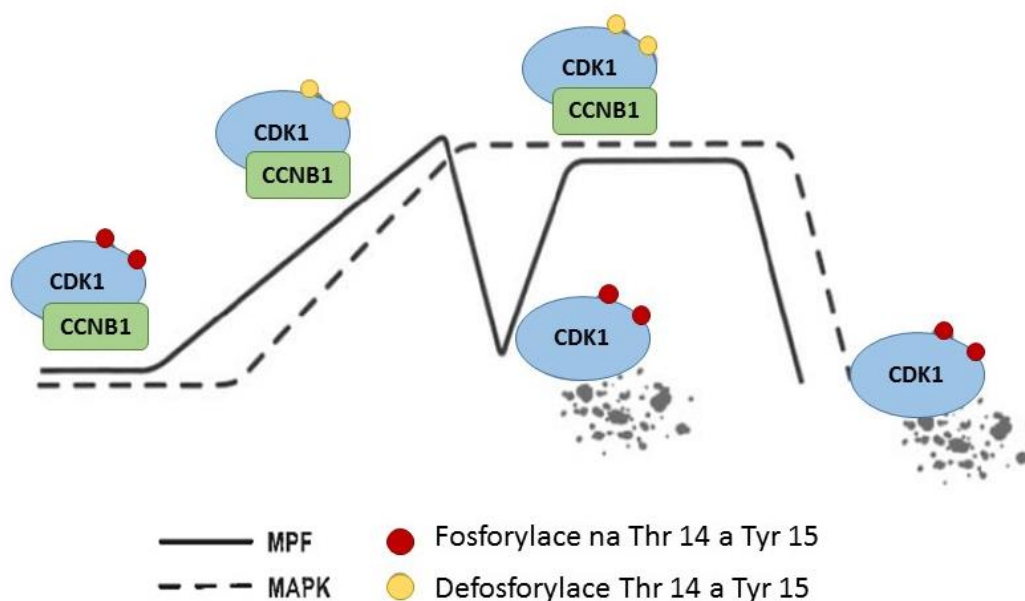 CDK1
CCNB1
CDK1
CCNB1
CDK1
CCNB1
CDK1
CDK1
MPF
Fosforylace na Thr 14 a Tyr 15
MAPK
Defosforylace Thr 14 a Tyr 15